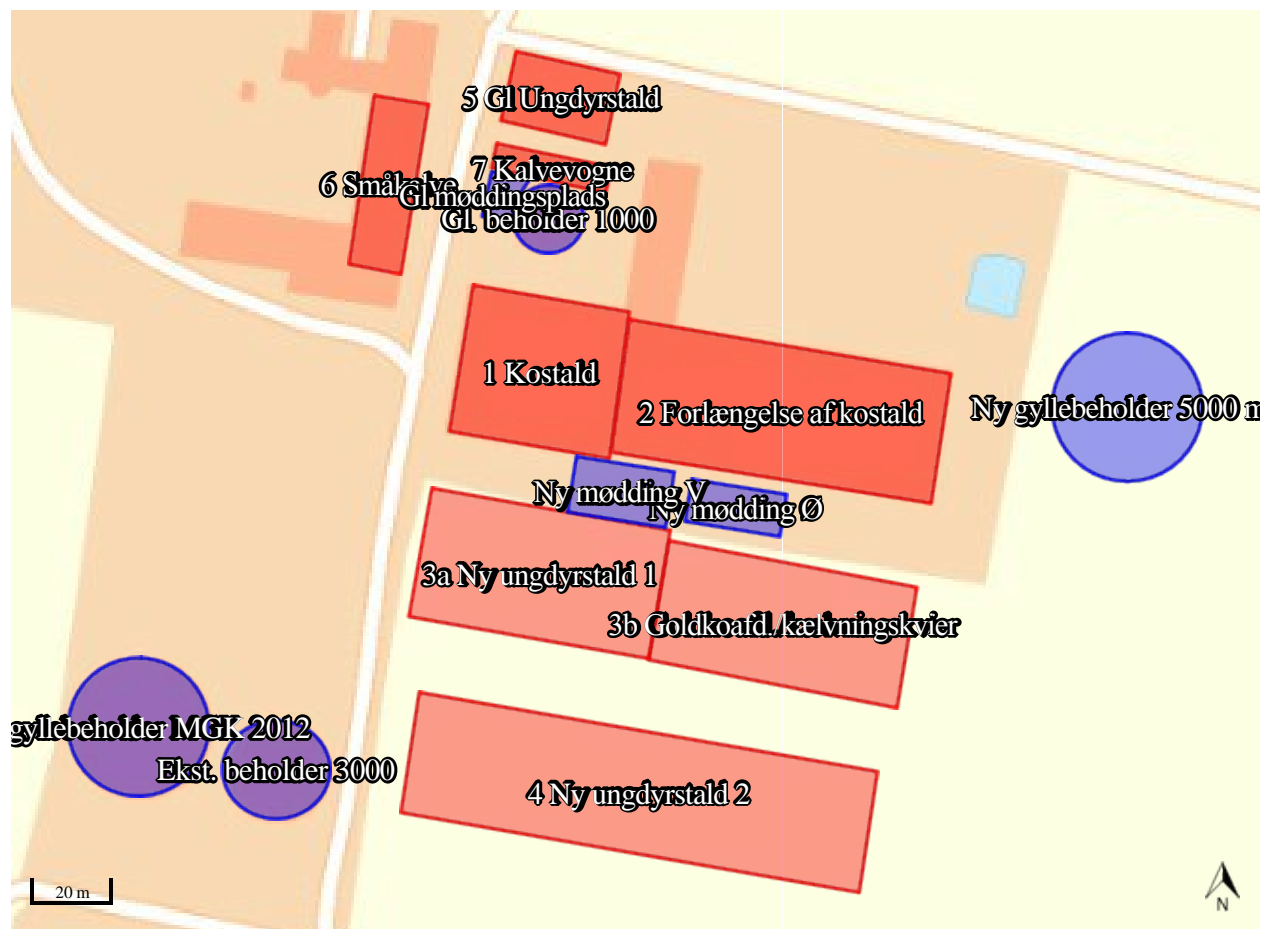 5 Gl Ungdyrstald
7 Kalvevogne
6 Småkalve
Gl møddingsplads
Gl. beholder 1000
1 Kostald
2 Forlængelse af kostald
Ny gyllebeholder 5000 m
Ny mødding V
Ny mødding Ø
3a Ny ungdyrstald 1
3b Goldkoafd./kælvningskvier
gyllebeholder MGK 2012
Ekst. beholder 3000
4 Ny ungdyrstald 2
20 m
N